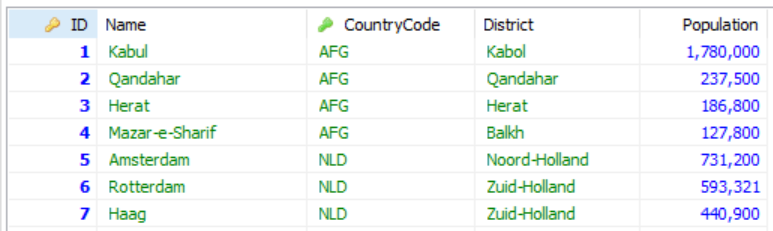 ID Name CountryCode District Population
1 Kabul AFG Kabol 1,780,000
2 Qandahar AFG Qandahar 237,500
3 Herat AFG Herat 186,800
4 Mazar-e-Sharif AFG Balkh 127,800
5 Amsterdam NLD Noord-Holland 731,200
6 Rotterdam NLD Zuid-Holland 593,321
7 Haag NLD Zuid-Holland 440,900